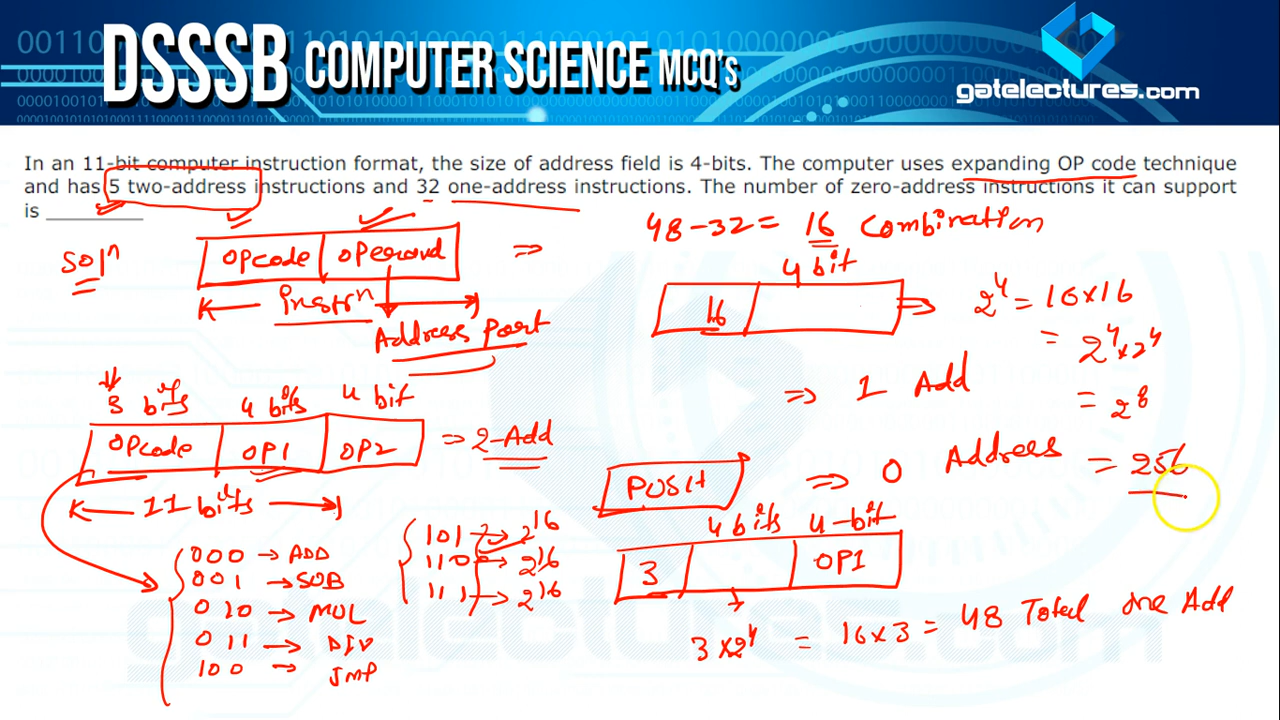 DSSSB COMPUTER SCIENCE MCQ's
gatelectures.com
In an 11-bit computer instruction format, the size of address field is 4-bits. The computer uses expanding OP code technique
and has 5 two-address instructions and 32 one-address instructions. The number of zero-address instructions it can support
is ________
Solⁿ
Opcode Operand ⇒
Instrⁿ
Address Part
3 bits 4 bits 4 bit
Opcode OP1 OP2 ⇒ 2-Add
11 bits
000 → ADD
001 → SUB
010 → MUL
011 → DIV
100 → JMP
101 → 2^16
110 → 2^16
111 → 2^16
48-32 = 16 Combination
4 bit
16 ⇒ 2^4 = 16×16
= 2^4 × 2^4
⇒ 1 Add = 2^8
PUSH ⇒ 0 Address = 256
4 bits 4-bit
3 OP1
3×2^4 = 16×3 = 48 Total one Add